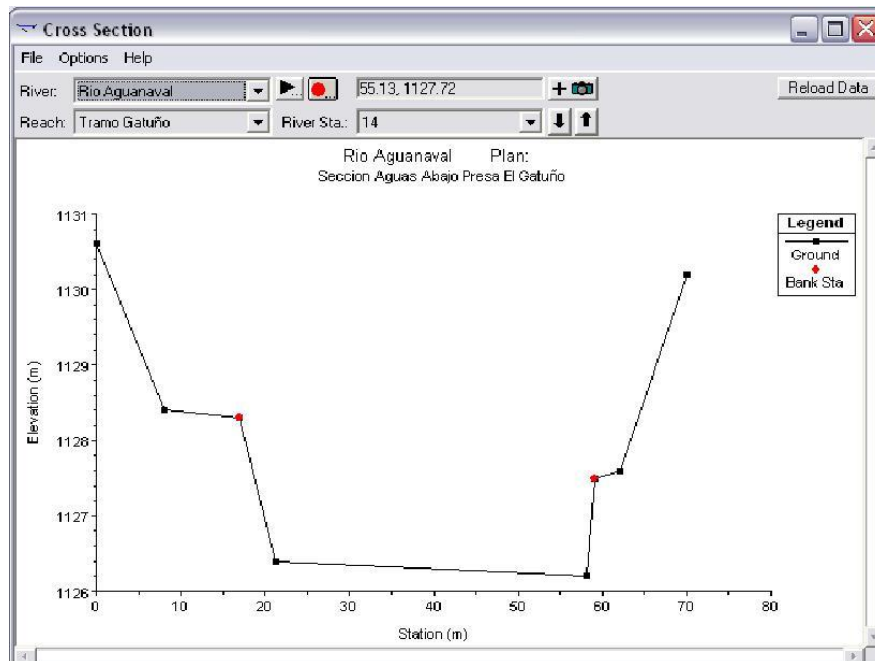 Cross Section
File Options Help
River: Rio Aguanaval 55.13, 1127.72 Reload Data
Reach: Tramo Gatuño River Sta.: 14
Rio Aguanaval Plan:
Seccion Aguas Abajo Presa El Gatuño
Legend
Ground
Bank Sta
Elevation (m)
1131
1130
1129
1128
1127
1126
0 10 20 30 40 50 60 70 80
Station (m)